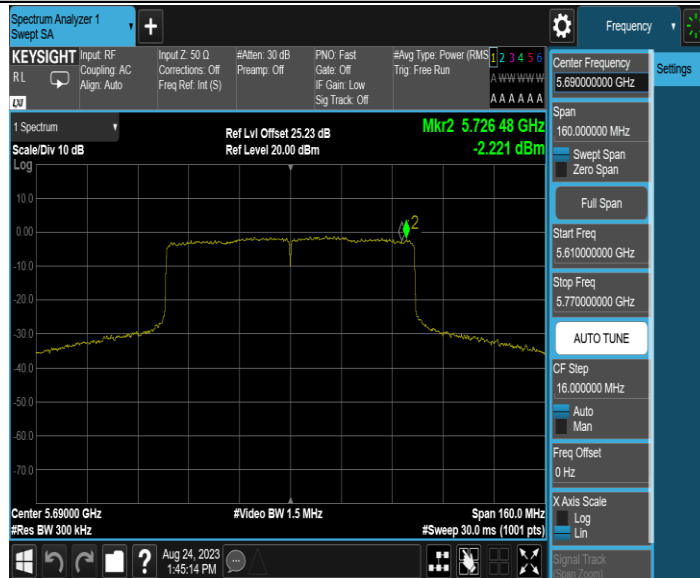 Spectrum Analyzer 1
Swept SA
Frequency
KEYSIGHT
RL
LXI
Input: RF
Coupling: AC
Align: Auto
Input Z: 50 Ω
Corrections: Off
Freq Ref: Int (S)
#Atten: 30 dB
Preamp: Off
PNO: Fast
Gate: Off
IF Gain: Low
Sig Track: Off
#Avg Type: Power (RMS
Trig: Free Run
1 2 3 4 5 6
A W W W W W
A A A A A A
1 Spectrum
Scale/Div 10 dB
Log
Ref Lvl Offset 25.23 dB
Ref Level 20.00 dBm
Mkr2 5.726 48 GHz
-2.221 dBm
10.0
0.00
-10.0
-20.0
-30.0
-40.0
-50.0
-60.0
-70.0
2
Center 5.69000 GHz
#Res BW 300 kHz
#Video BW 1.5 MHz
Span 160.0 MHz
#Sweep 30.0 ms (1001 pts)
Aug 24, 2023
1:45:14 PM
Center Frequency
5.690000000 GHz
Settings
Span
160.000000 MHz
Swept Span
Zero Span
Full Span
Start Freq
5.610000000 GHz
Stop Freq
5.770000000 GHz
AUTO TUNE
CF Step
16.000000 MHz
Auto
Man
Freq Offset
0 Hz
X Axis Scale
Log
Lin
Signal Track
(Span Zoom)